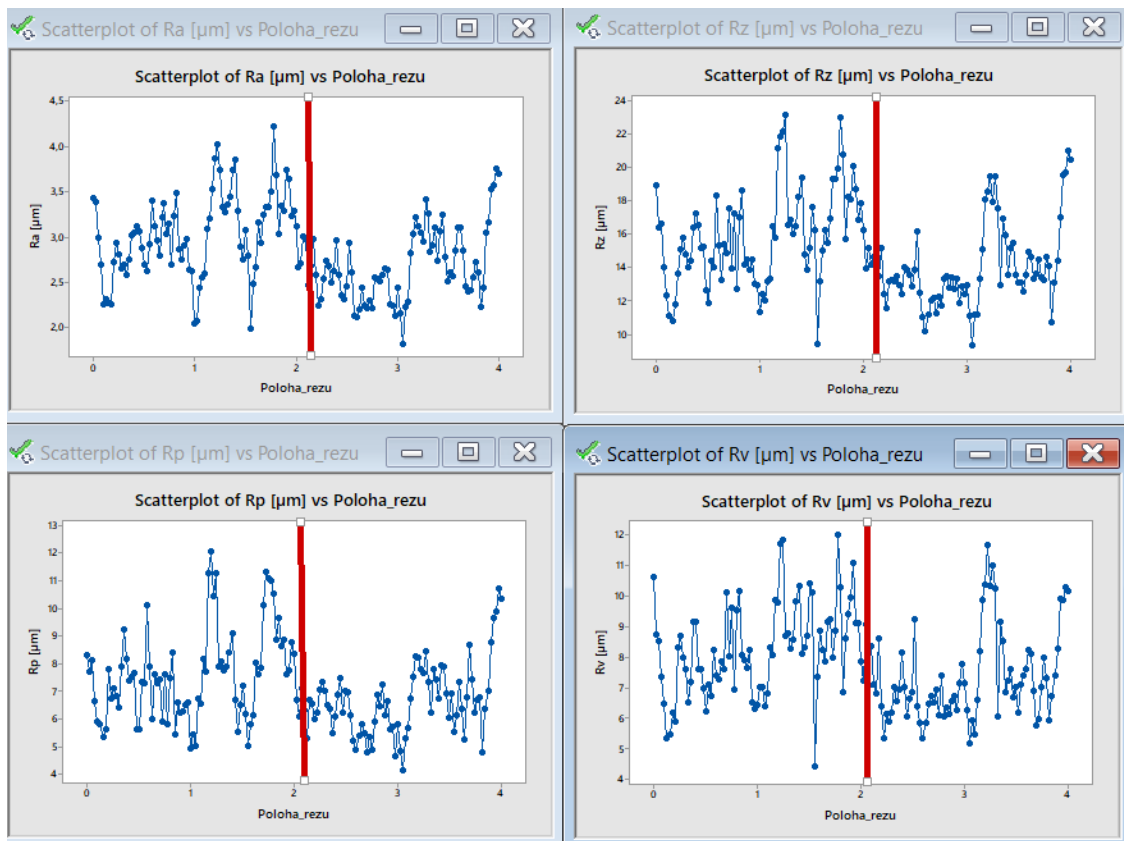 Scatterplot of Ra [µm] vs Poloha_rezu
Scatterplot of Ra [µm] vs Poloha_rezu
4,5
4,0
3,5
3,0
2,5
2,0
Ra [µm]
0 1 2 3 4
Poloha_rezu
Scatterplot of Rz [µm] vs Poloha_rezu
Scatterplot of Rz [µm] vs Poloha_rezu
24
22
20
18
16
14
12
10
Rz [µm]
0 1 2 3 4
Poloha_rezu
Scatterplot of Rp [µm] vs Poloha_rezu
Scatterplot of Rp [µm] vs Poloha_rezu
13
12
11
10
9
8
7
6
5
4
Rp [µm]
0 1 2 3 4
Poloha_rezu
Scatterplot of Rv [µm] vs Poloha_rezu
Scatterplot of Rv [µm] vs Poloha_rezu
12
11
10
9
8
7
6
5
4
Rv [µm]
0 1 2 3 4
Poloha_rezu